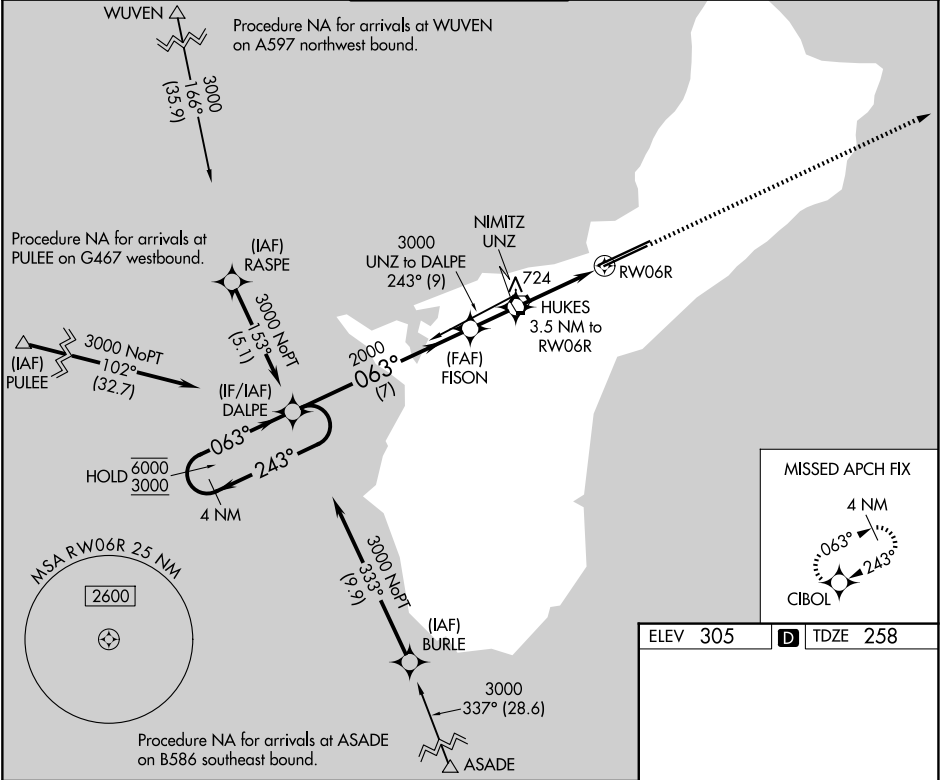 WUVEN
Procedure NA for arrivals at WUVEN
on A597 northwest bound.
3000
166°
(35.9)
Procedure NA for arrivals at
PULEE on G467 westbound.
(IAF)
RASPE
3000 NoPT
153°
(5.1)
3000 NoPT
102°
(32.7)
(IAF)
PULEE
(IF/IAF)
DALPE
NIMITZ
UNZ
3000
UNZ to DALPE
243° (9)
724
RW06R
HUKES
3.5 NM to
RW06R
(FAF)
FISON
2000
063°
(7)
063°
243°
HOLD 6000
3000
4 NM
MSA RW06R 25 NM
2600
3000 NoPT
333°
(9.9)
(IAF)
BURLE
3000
337° (28.6)
ASADE
Procedure NA for arrivals at ASADE
on B586 southeast bound.
MISSED APCH FIX
4 NM
063°
243°
CIBOL
ELEV 305 D TDZE 258